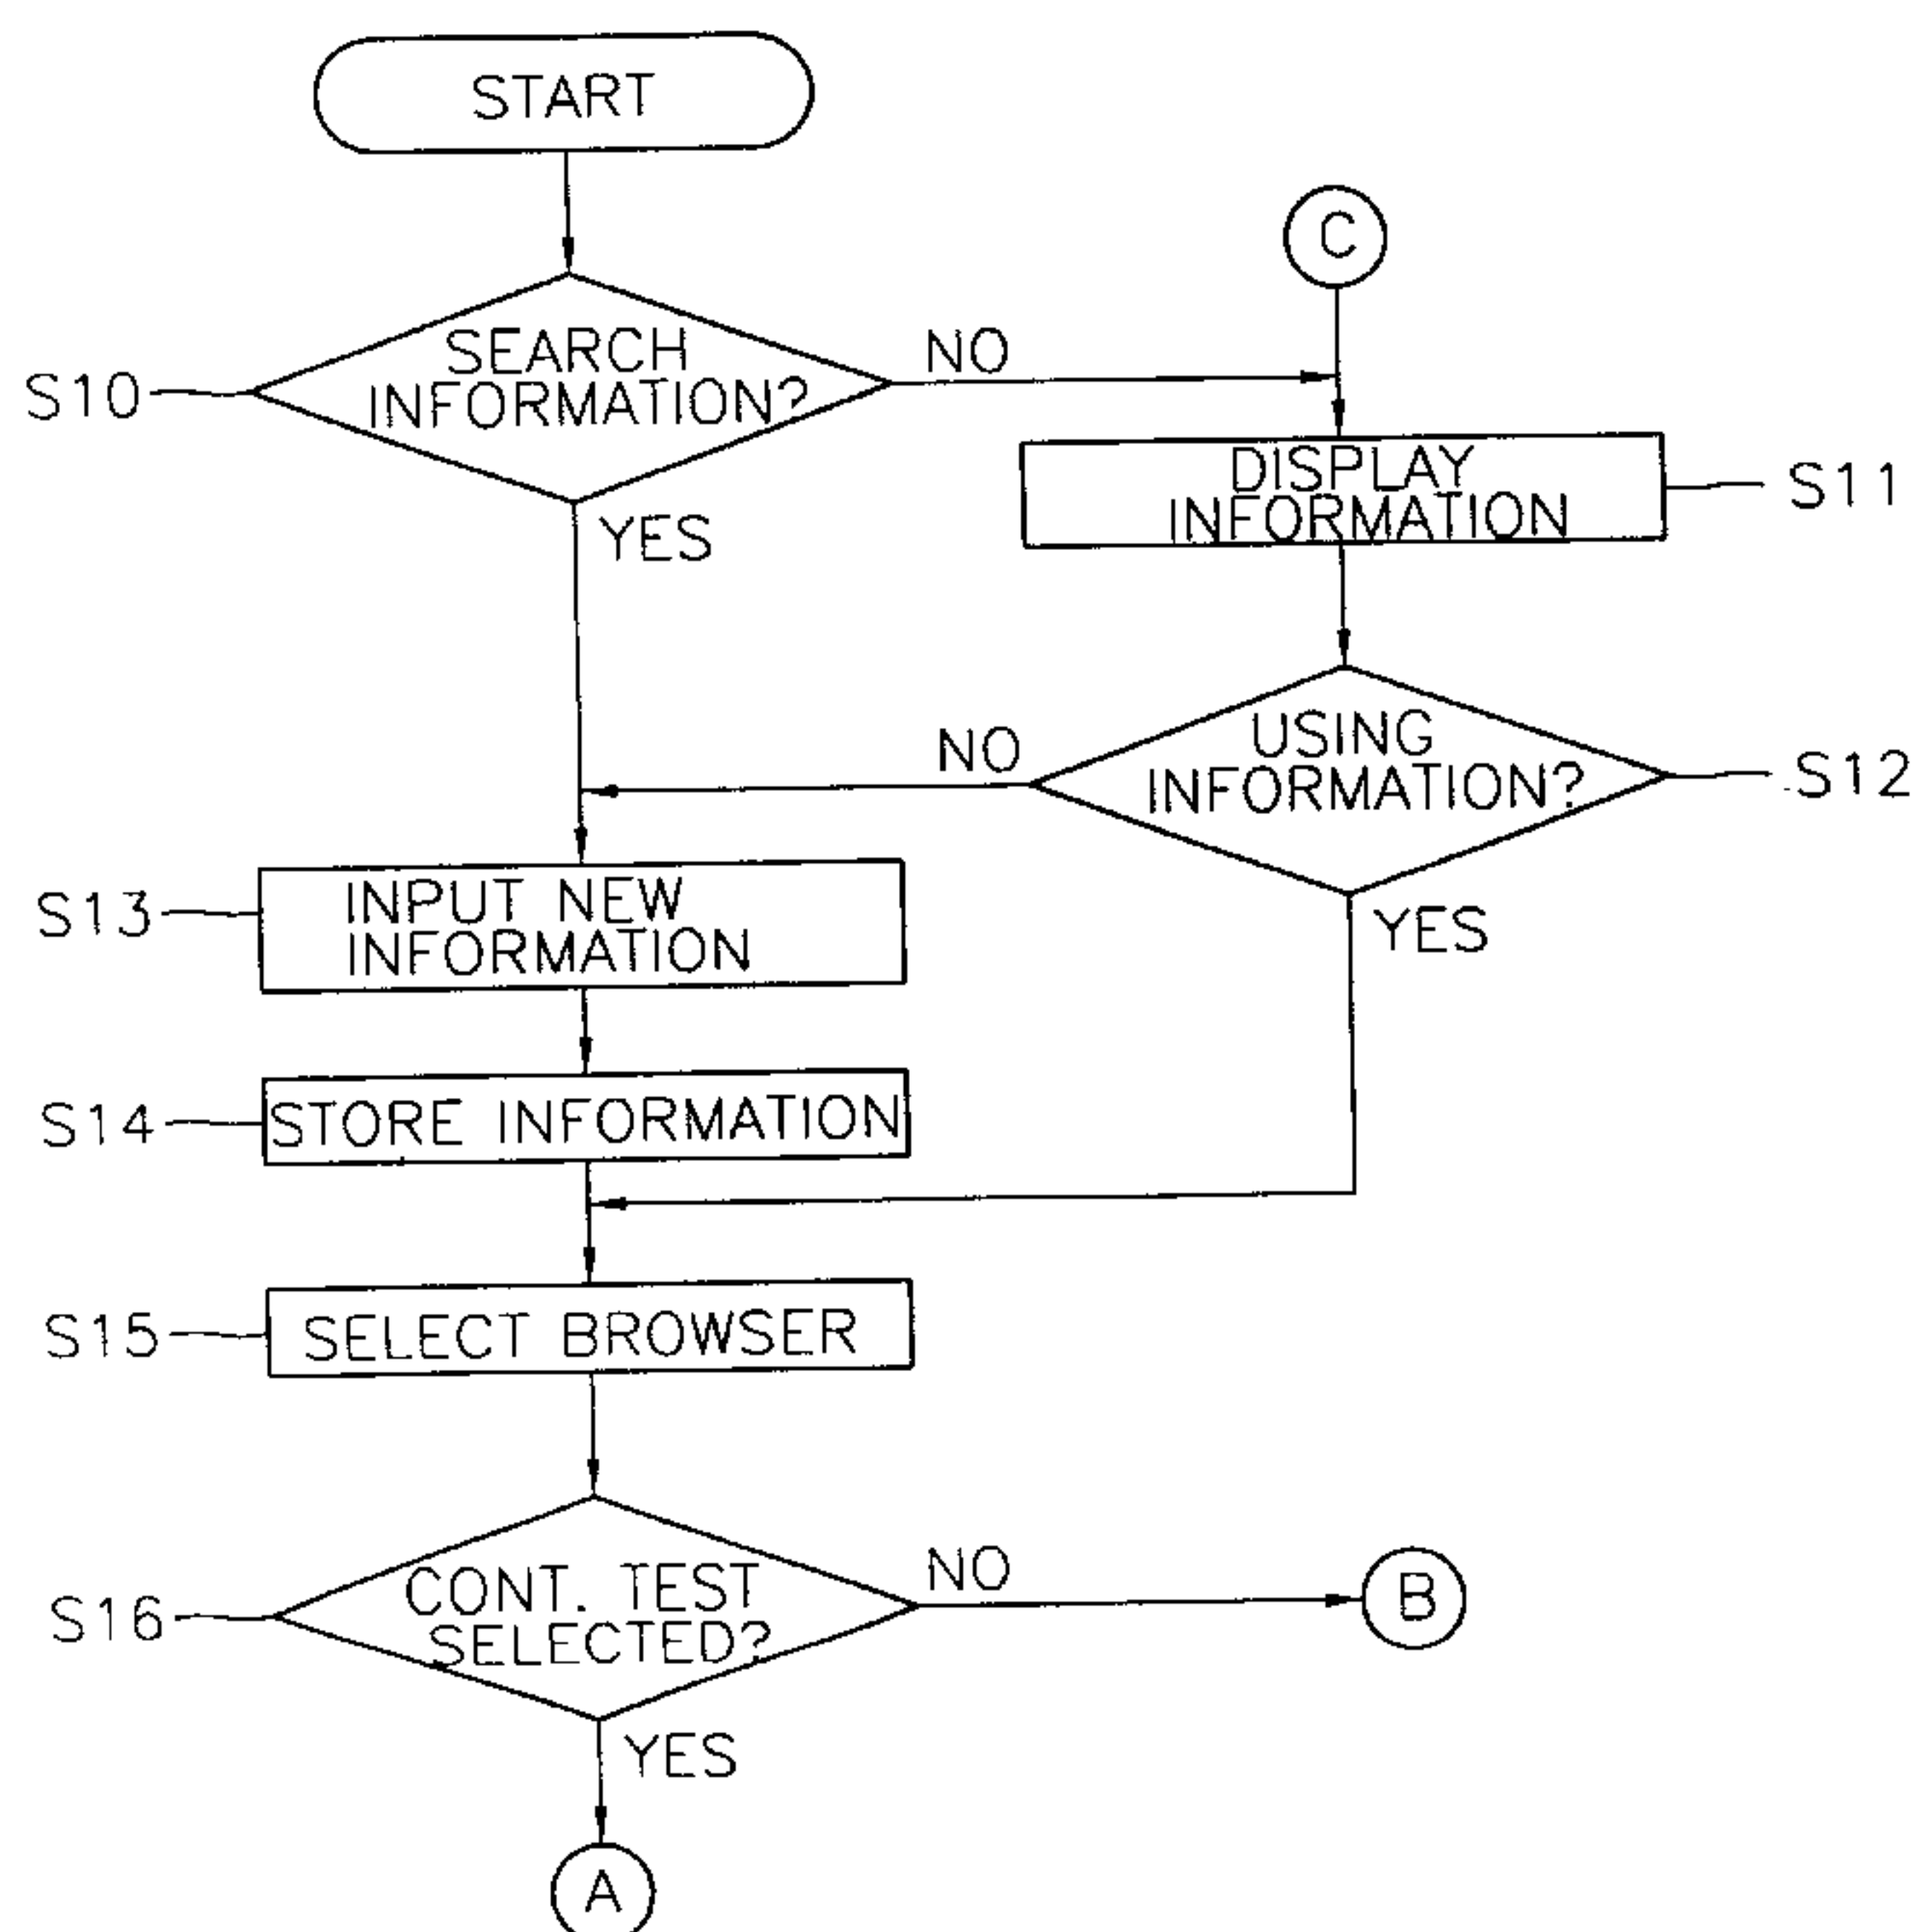 START
C
SEARCH
INFORMATION?
NO
S10
YES
DISPLAY
INFORMATION
S11
USING
INFORMATION?
NO
S12
YES
S13
INPUT NEW
INFORMATION
S14
STORE INFORMATION
S15
SELECT BROWSER
S16
CONT. TEST
SELECTED?
NO
B
YES
A